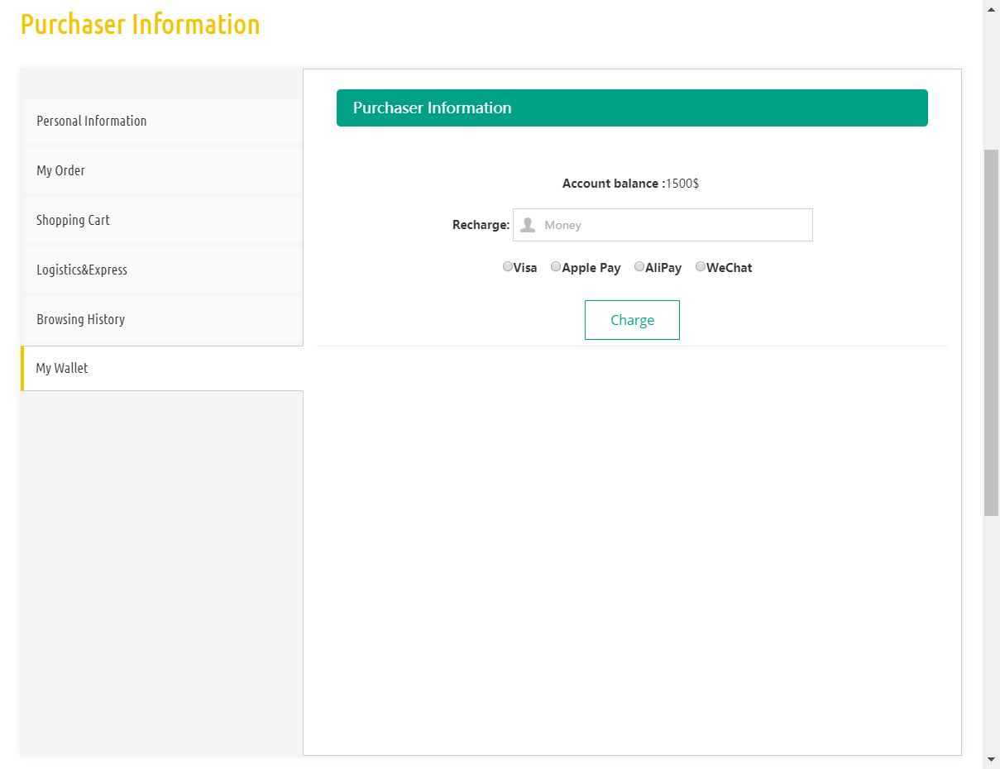 Purchaser Information
Personal Information
My Order
Shopping Cart
Logistics&Express
Browsing History
My Wallet
Purchaser Information
Account balance :1500$
Recharge: Money
Visa Apple Pay AliPay WeChat
Charge